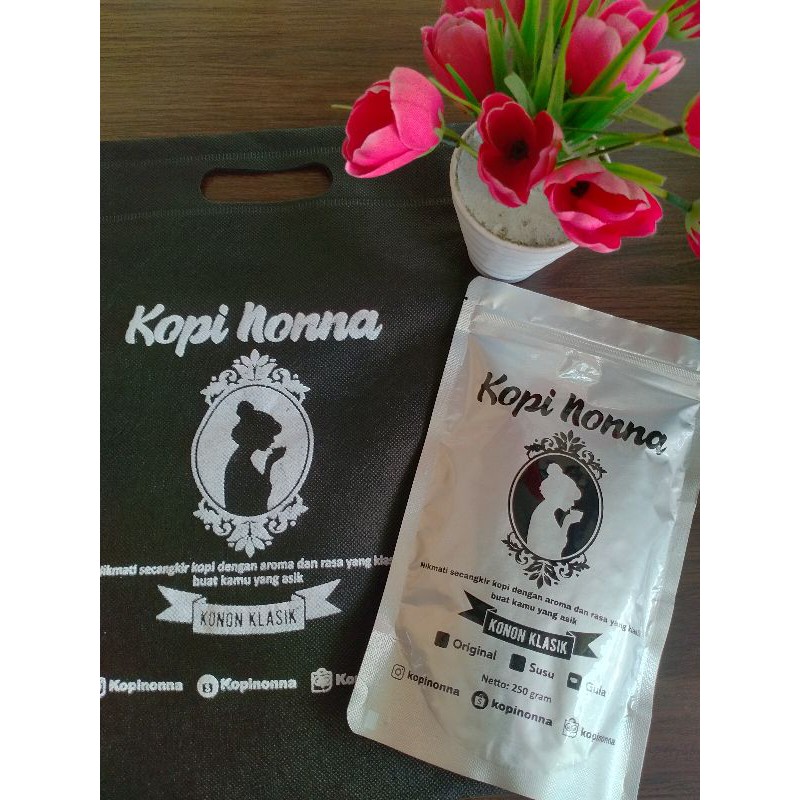 Kopi Nonna
Nikmati secangkir kopi dengan aroma dan rasa yang
buat kamu yang asik
KONON KLASIK
Kopinonna Kopinonna
Kopi Nonna
Nikmati secangkir kopi dengan aroma dan rasa yang
buat kamu yang asik
KONON KLASIK
Original Susu Gula
Netto: 250 gram
kopinonna kopinonna kopinonna